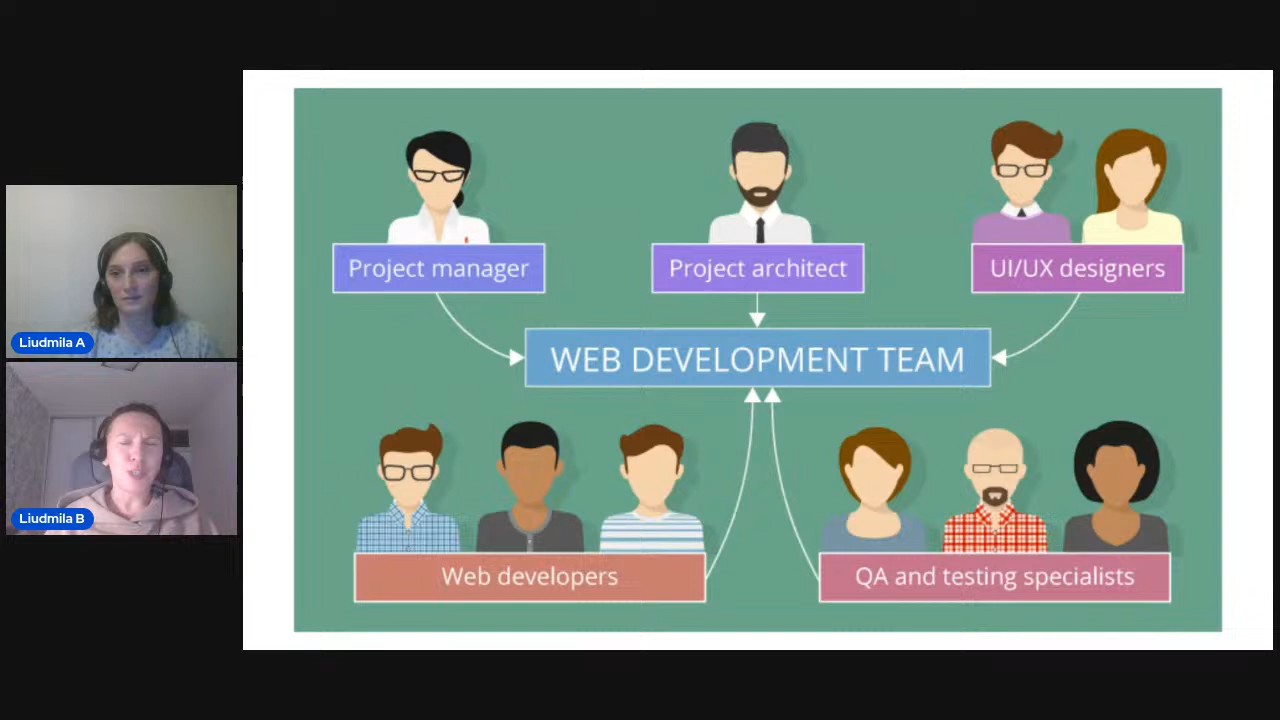 Liudmila A
Liudmila B
Project manager
Project architect
UI/UX designers
WEB DEVELOPMENT TEAM
Web developers
QA and testing specialists